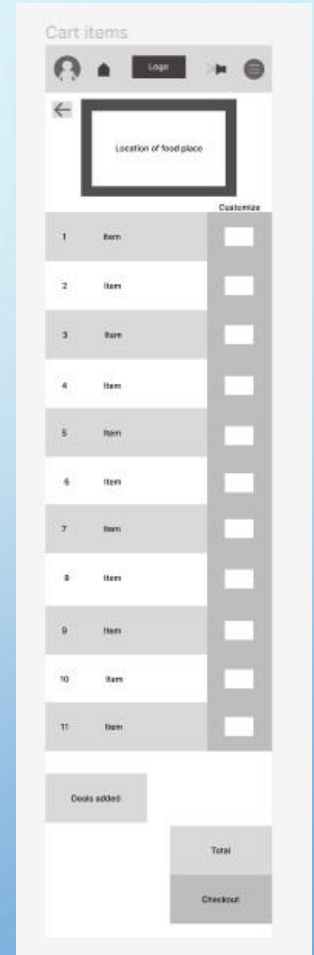 Cart items
Logo
Location of food place
Customize
1 Item
2 Item
3 Item
4 Item
5 Item
6 Item
7 Item
8 Item
9 Item
10 Item
11 Item
Deals added
Total
Checkout